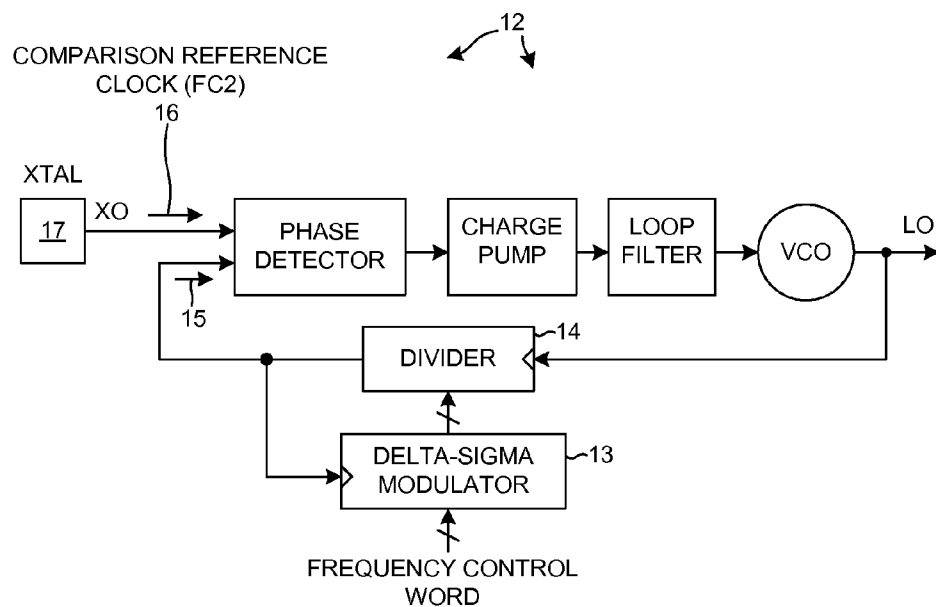 12
COMPARISON REFERENCE
CLOCK (FC2)
16
XTAL
17
XO
PHASE
DETECTOR
CHARGE
PUMP
LOOP
FILTER
VCO
LO
15
14
DIVIDER
DELTA-SIGMA
MODULATOR
13
FREQUENCY CONTROL
WORD